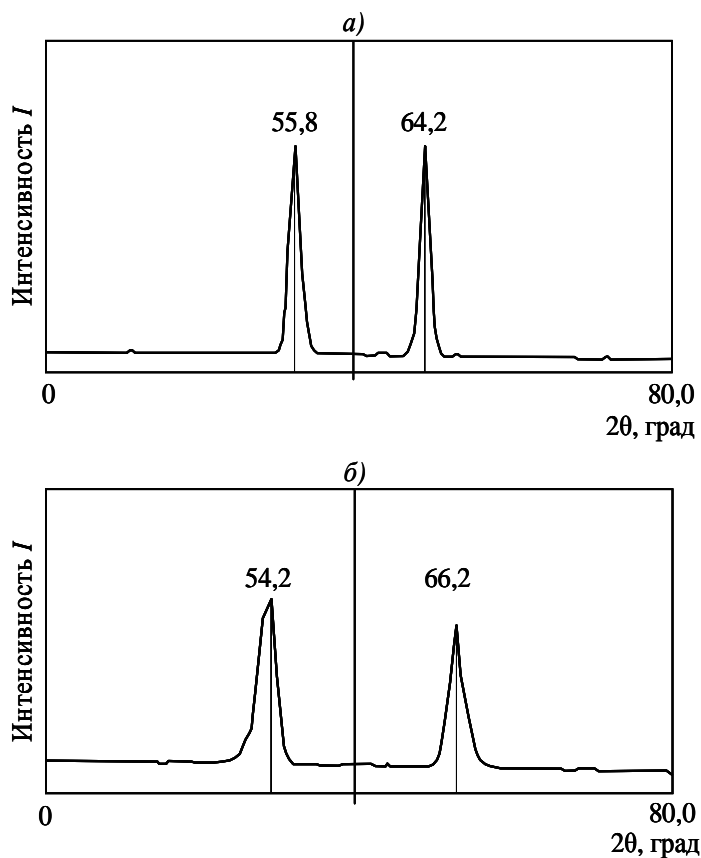 а)
Интенсивность I
55,8
64,2
0
80,0
2θ, град
б)
Интенсивность I
54,2
66,2
0
80,0
2θ, град